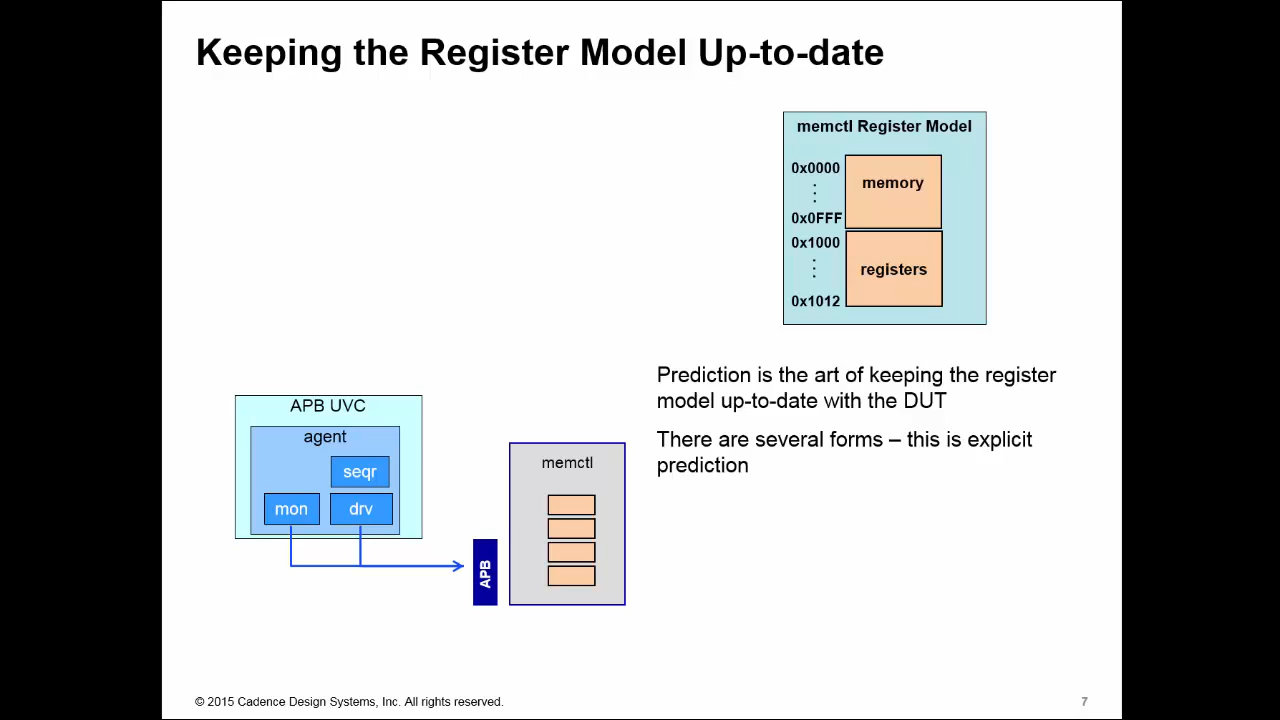 Keeping the Register Model Up-to-date
memctl Register Model
0x0000
memory
0x0FFF
0x1000
registers
0x1012
Prediction is the art of keeping the register
model up-to-date with the DUT
There are several forms – this is explicit
prediction
APB UVC
agent
seqr
mon
drv
memctl
APB
© 2015 Cadence Design Systems, Inc. All rights reserved.
7